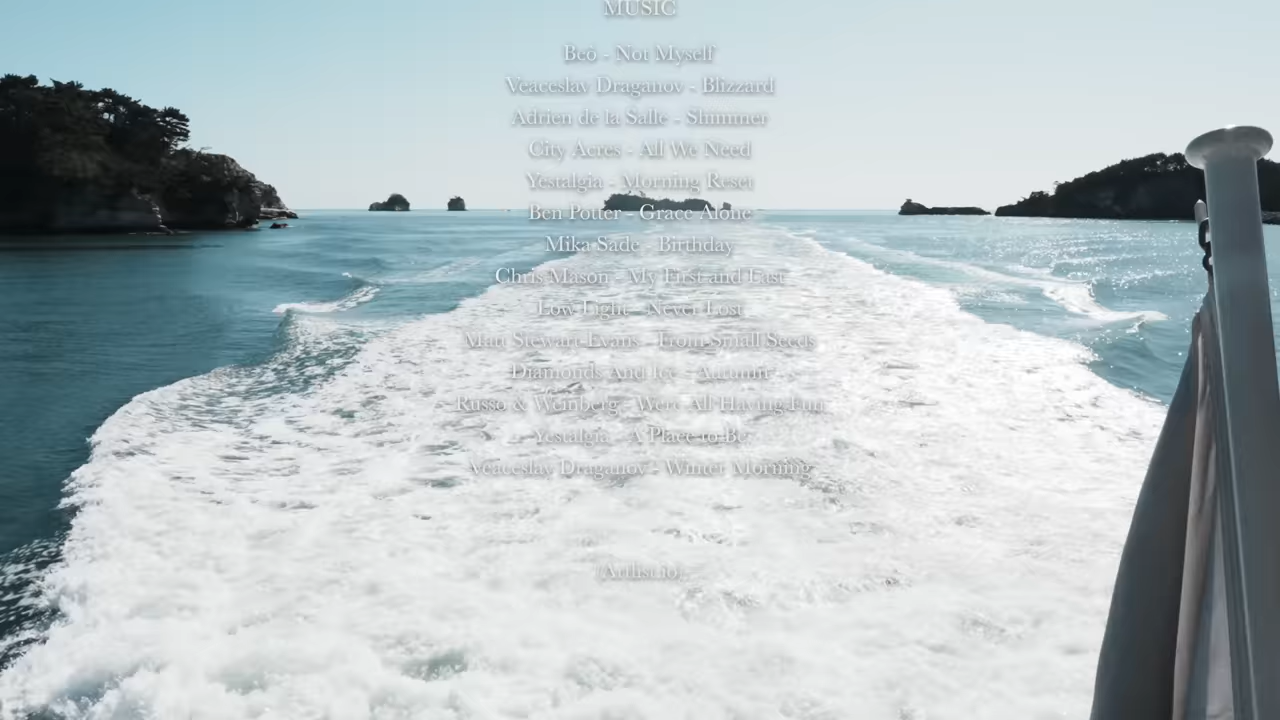 MUSIC
Beō - Not Myself
Veaceslav Draganov - Blizzard
Adrien de la Salle - Shimmer
City Acres - All We Need
Yestalgia - Morning Reset
Ben Potter - Grace Alone
Mika Sade - Birthday
Chris Mason - My First and Last
Low Light - Never Lost
Matt Stewart-Evans - From Small Seeds
Diamonds And Ice - Autumn
Russo & Weinberg - Were All Having Fun
Yestalgia - A Place to Be
Veaceslav Draganov - Winter Morning
(Artlist.io)